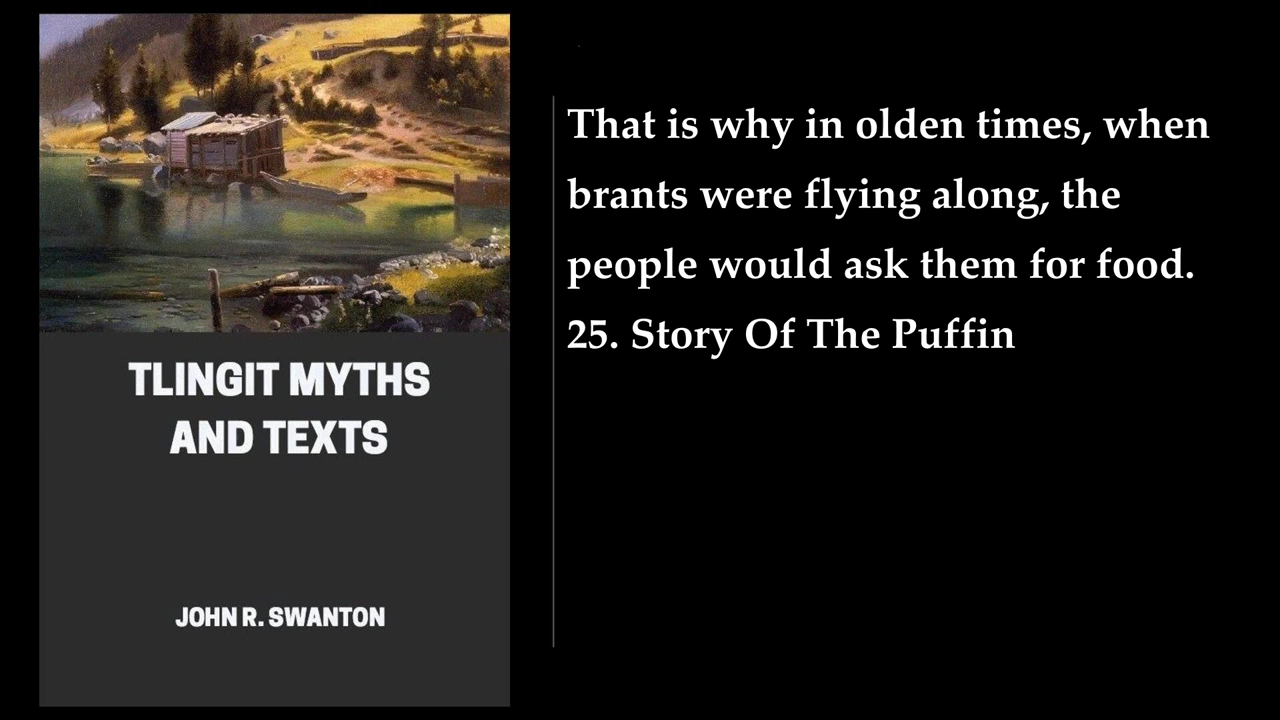 TLINGIT MYTHS
AND TEXTS
JOHN R. SWANTON
That is why in olden times, when
brants were flying along, the
people would ask them for food.
25. Story Of The Puffin